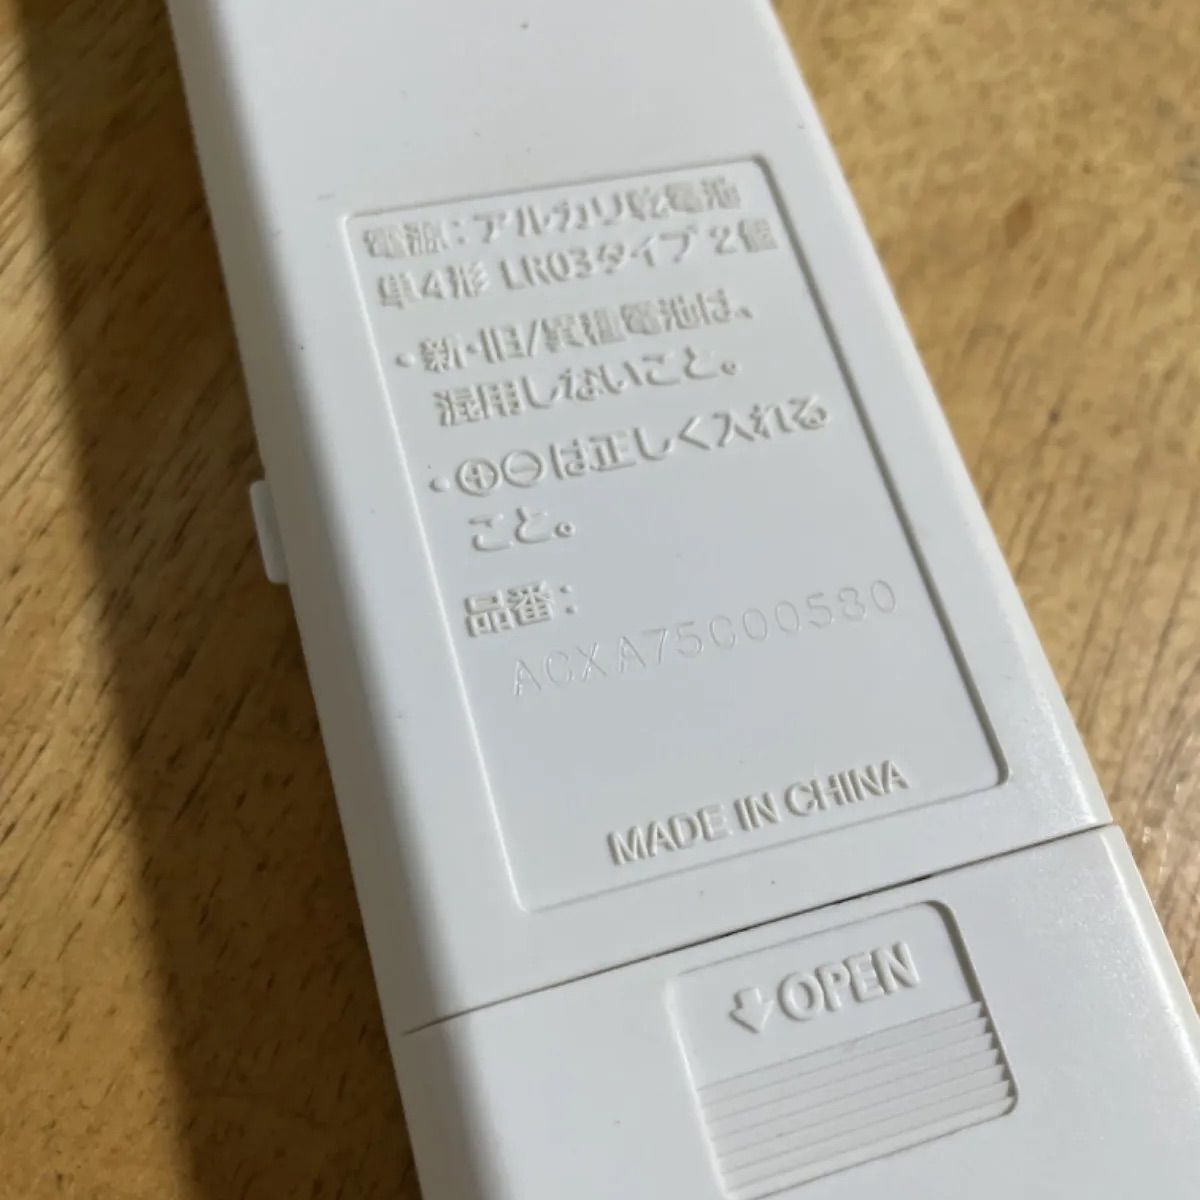 電源:アルカリ乾電池
単4形 LR03タイプ 2個
・新・旧/異種電池は、
混用しないこと。
・⊕⊖は正しく入れる
こと。
品番:
ACXA75C00580
MADE IN CHINA
OPEN